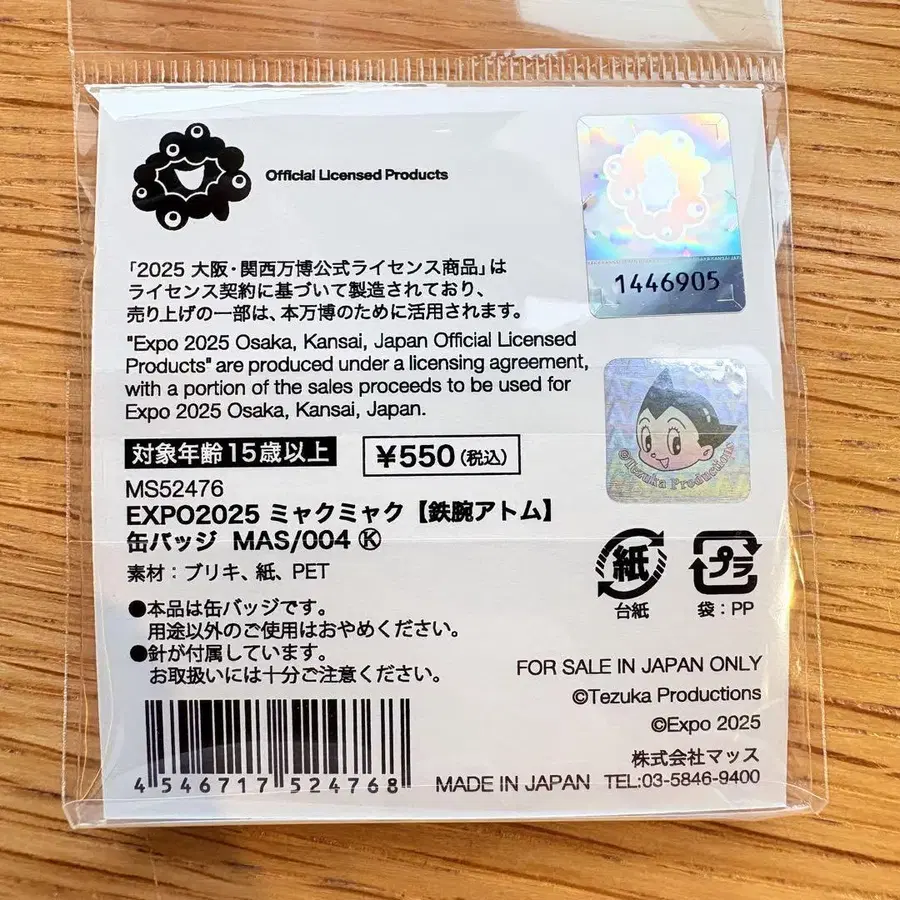 Official Licensed Products
1446905
「2025 大阪・関西万博公式ライセンス商品」は
ライセンス契約に基づいて製造されており、
売り上げの一部は、本万博のために活用されます。
"Expo 2025 Osaka, Kansai, Japan Official Licensed
Products" are produced under a licensing agreement,
with a portion of the sales proceeds to be used for
Expo 2025 Osaka, Kansai, Japan.
©Tezuka Productions
対象年齢15歳以上
¥550(税込)
MS52476
EXPO2025 ミャクミャク【鉄腕アトム】
缶バッジ MAS/004 Ⓚ
素材：ブリキ、紙、PET
紙
台紙
プラ
袋：PP
●本品は缶バッジです。
用途以外のご使用はおやめください。
●針が付属しています。
お取扱いには十分ご注意ください。
FOR SALE IN JAPAN ONLY
©Tezuka Productions
©Expo 2025
株式会社マッス
MADE IN JAPAN TEL:03-5846-9400
4 546717 524768